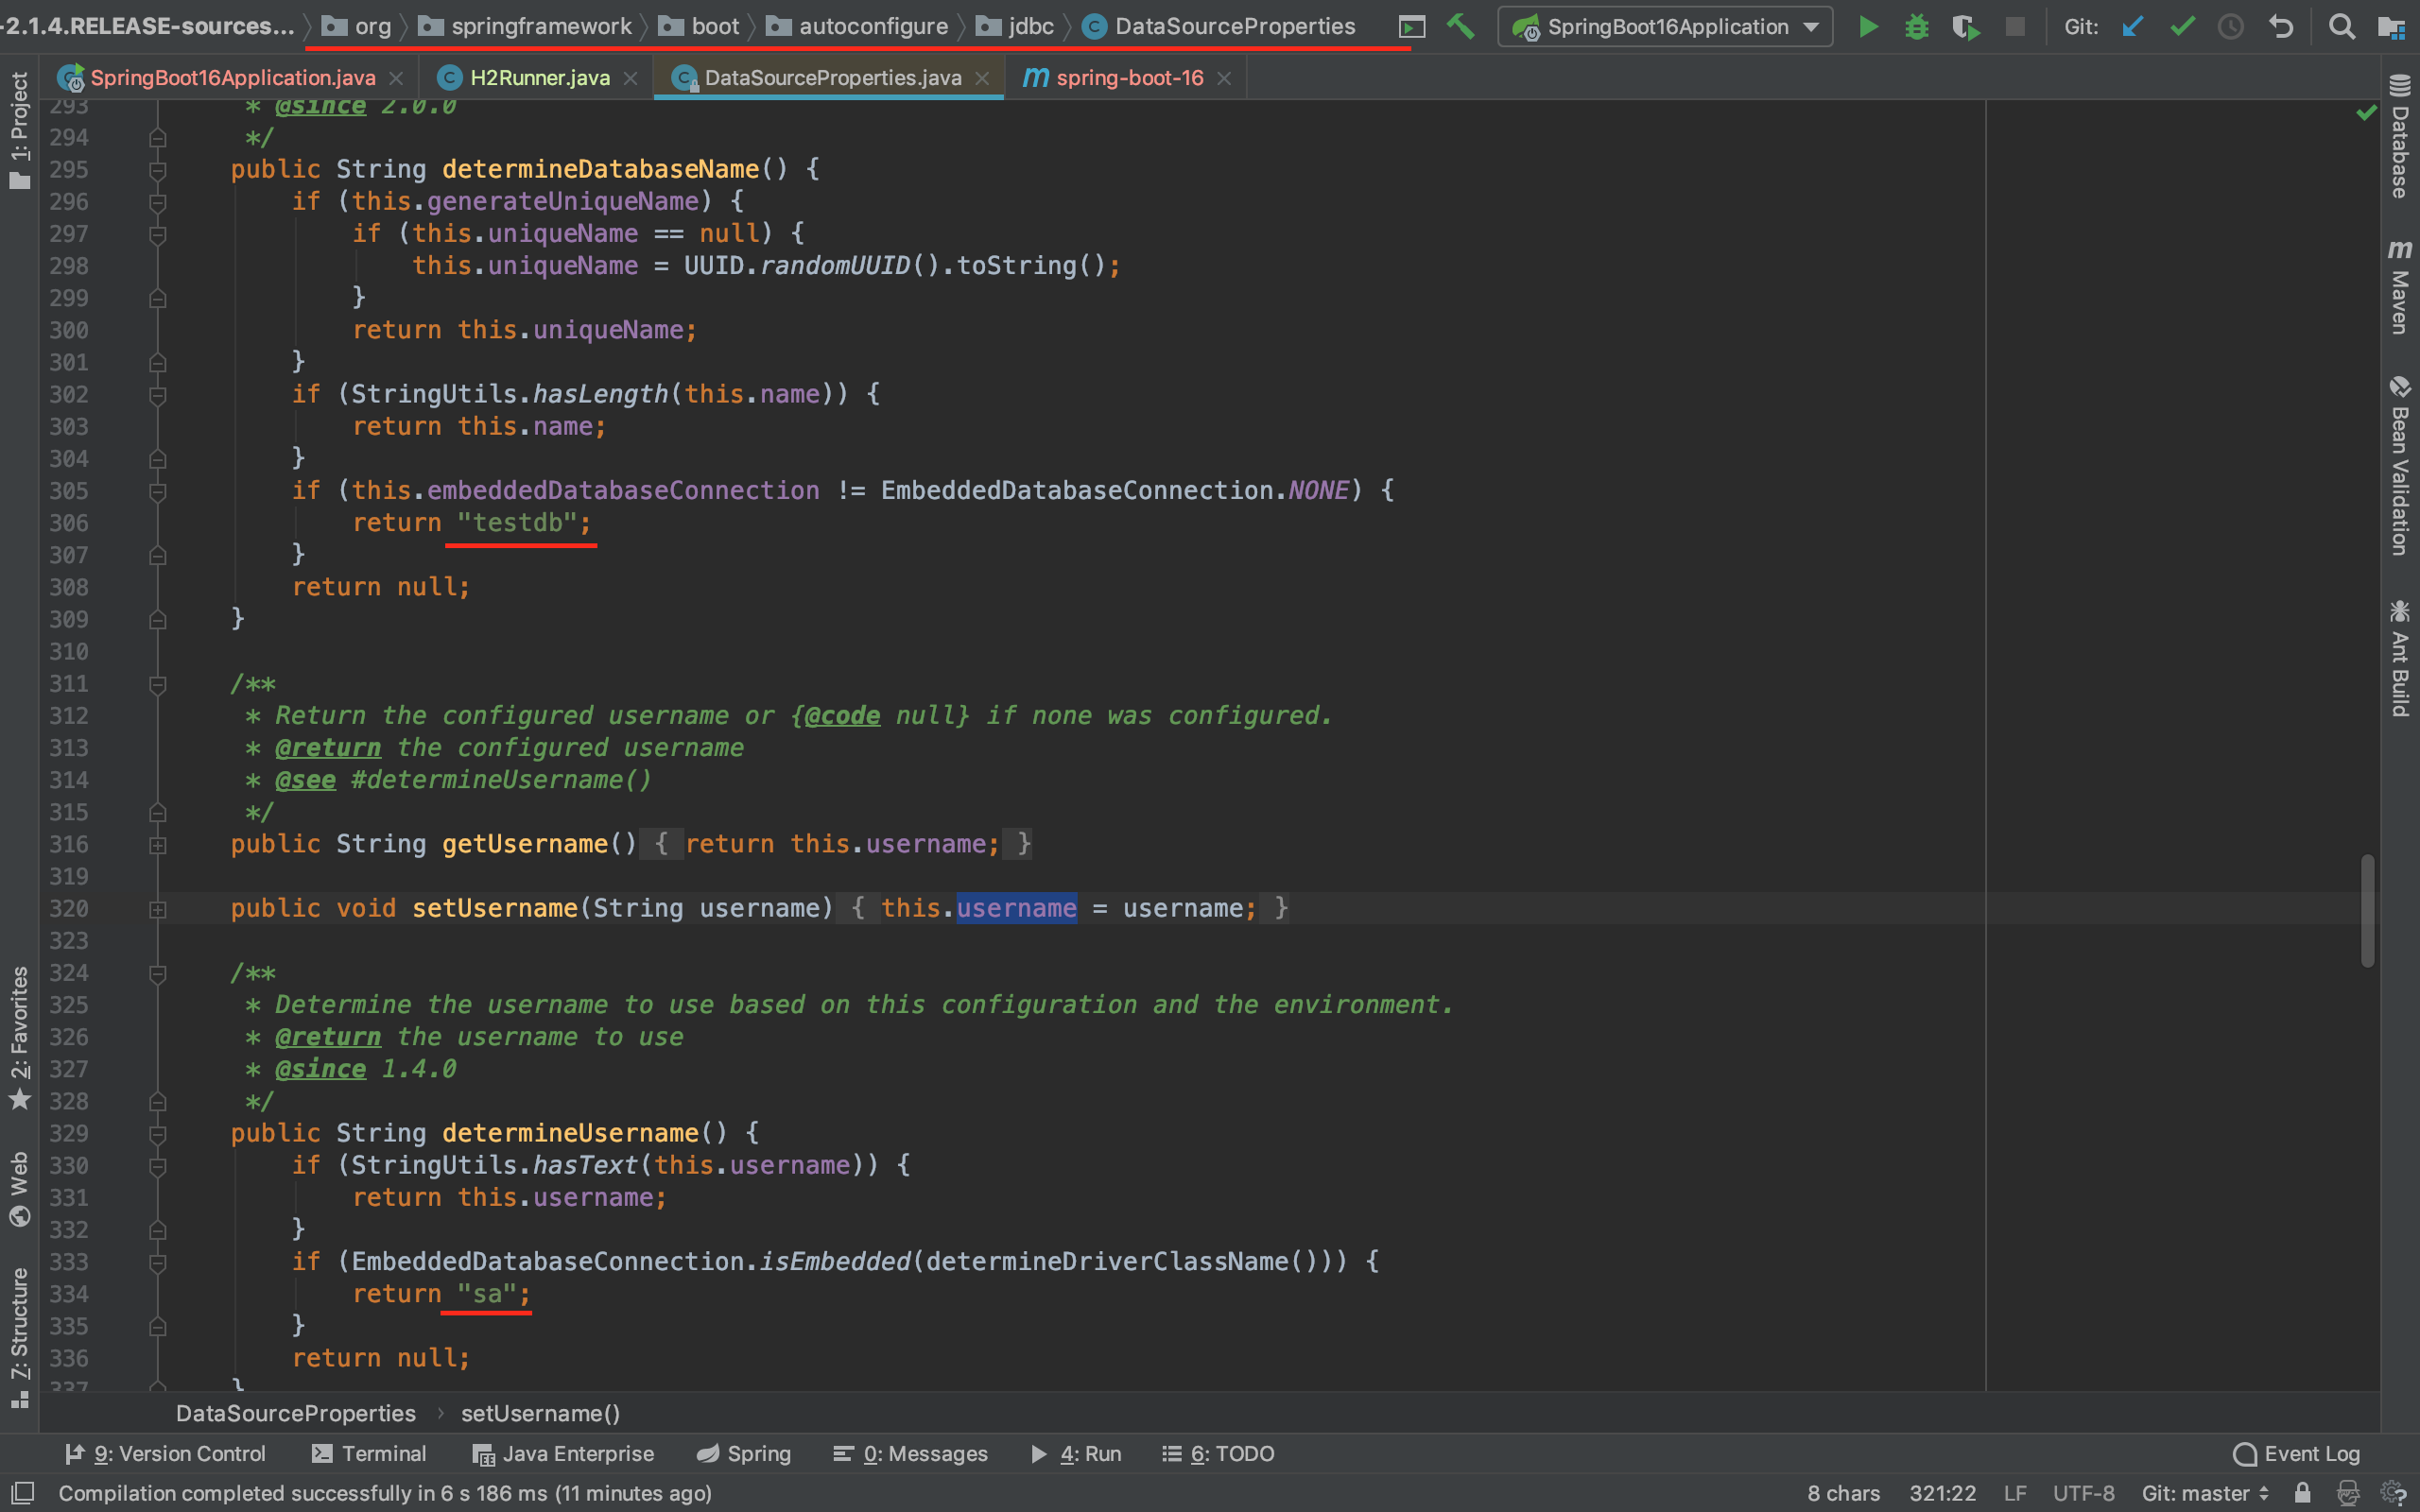 -2.1.4.RELEASE-sources... org springframework boot autoconfigure jdbc DataSourceProperties SpringBoot16Application Git:
SpringBoot16Application.java H2Runner.java DataSourceProperties.java m spring-boot-16
1: Project
2: Favorites
Web
7: Structure
293 * @since 2.0.0
294 */
295 public String determineDatabaseName() {
296 if (this.generateUniqueName) {
297 if (this.uniqueName == null) {
298 this.uniqueName = UUID.randomUUID().toString();
299 }
300 return this.uniqueName;
301 }
302 if (StringUtils.hasLength(this.name)) {
303 return this.name;
304 }
305 if (this.embeddedDatabaseConnection != EmbeddedDatabaseConnection.NONE) {
306 return "testdb";
307 }
308 return null;
309 }
310
311 /**
312 * Return the configured username or {@code null} if none was configured.
313 * @return the configured username
314 * @see #determineUsername()
315 */
316 public String getUsername() { return this.username; }
319
320 public void setUsername(String username) { this.username = username; }
323
324 /**
325 * Determine the username to use based on this configuration and the environment.
326 * @return the username to use
327 * @since 1.4.0
328 */
329 public String determineUsername() {
330 if (StringUtils.hasText(this.username)) {
331 return this.username;
332 }
333 if (EmbeddedDatabaseConnection.isEmbedded(determineDriverClassName())) {
334 return "sa";
335 }
336 return null;
337 }
Database
m Maven
Bean Validation
Ant Build
DataSourceProperties › setUsername()
9: Version Control Terminal Java Enterprise Spring 0: Messages 4: Run 6: TODO Event Log
Compilation completed successfully in 6 s 186 ms (11 minutes ago) 8 chars 321:22 LF UTF-8 Git: master